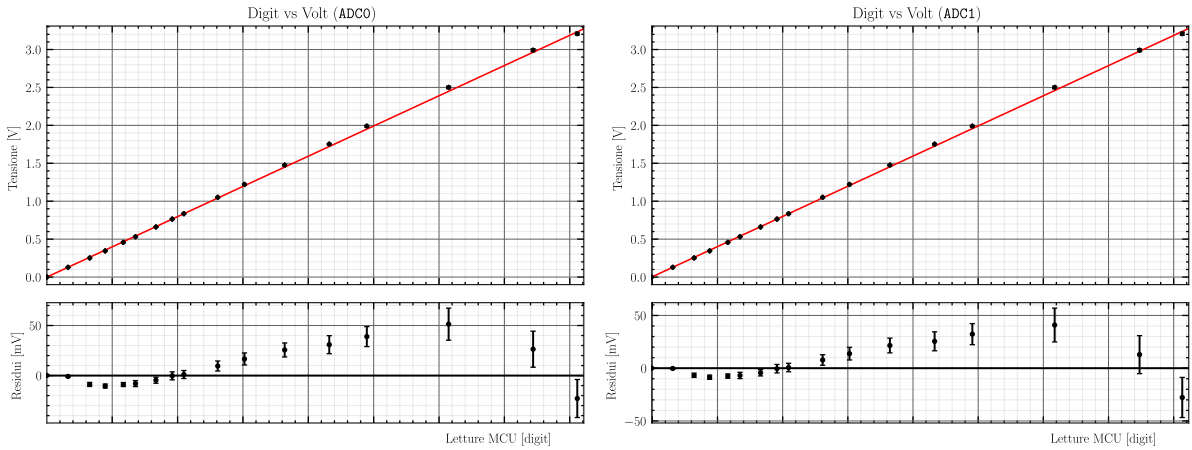 Digit vs Volt (ADC0)
3.0
2.5
2.0
1.5
1.0
0.5
0.0
Tensione [V]
50
0
Residui [mV]
Letture MCU [digit]
Digit vs Volt (ADC1)
3.0
2.5
2.0
1.5
1.0
0.5
0.0
Tensione [V]
50
0
−50
Residui [mV]
Letture MCU [digit]